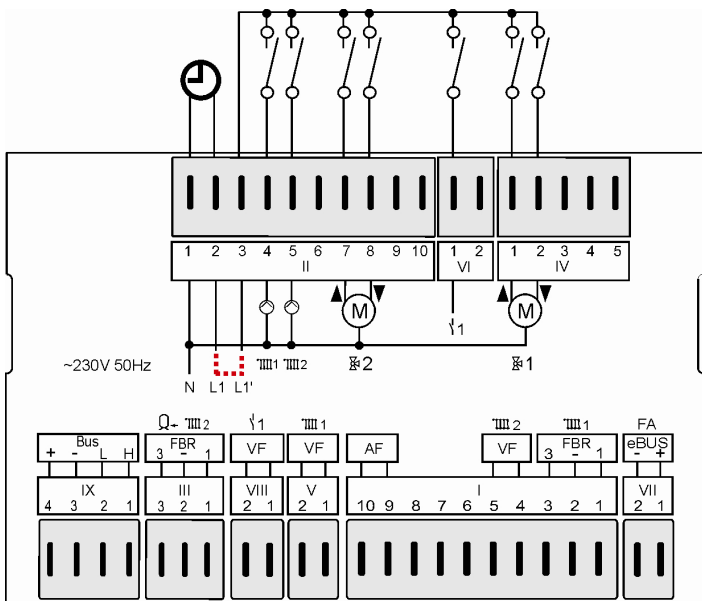 1 2 3 4 5 6 7 8 9 10 1 2 1 2 3 4 5
II VI IV
M M
1
~230V 50Hz 1 2 2 1
N L1 L1'
2 1 1 2 1 FA
Bus FBR VF VF AF VF FBR eBUS
+ - L H 3 - 1 3 - 1 - +
IX III VIII V I VII
4 3 2 1 3 2 1 2 1 2 1 10 9 8 7 6 5 4 3 2 1 2 1